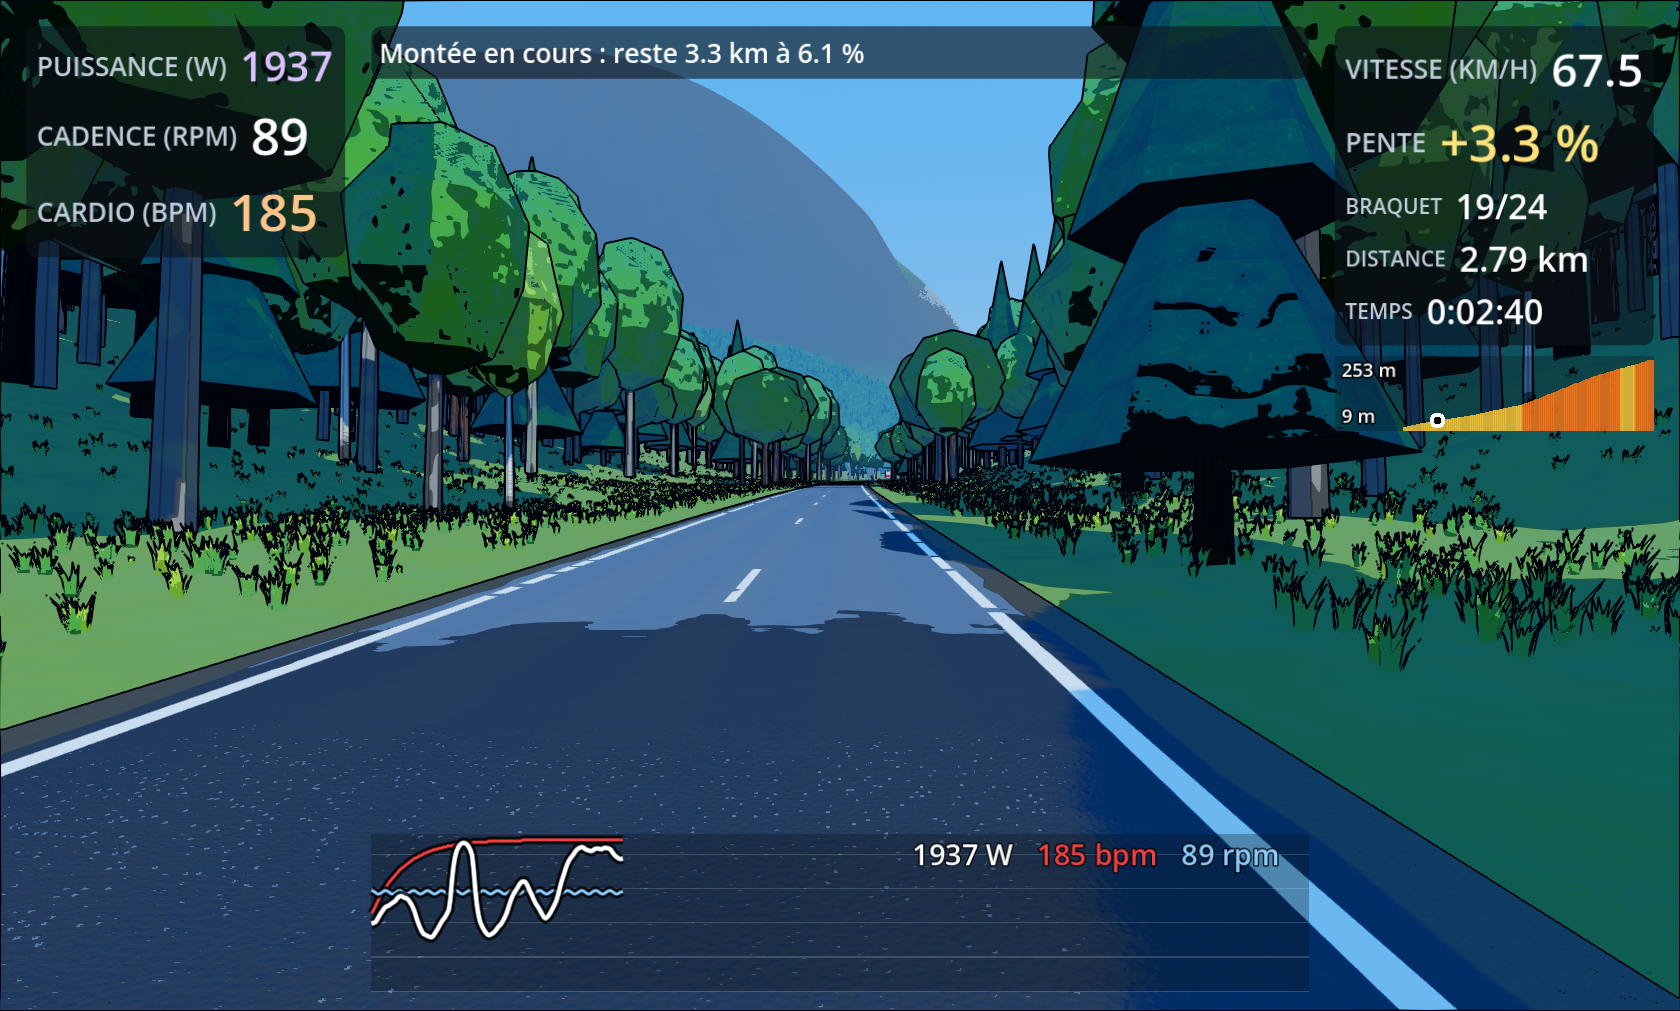 PUISSANCE (W) 1937
CADENCE (RPM) 89
CARDIO (BPM) 185
Montée en cours : reste 3.3 km à 6.1 %
VITESSE (KM/H) 67.5
PENTE +3.3 %
BRAQUET 19/24
DISTANCE 2.79 km
TEMPS 0:02:40
253 m
9 m
1937 W 185 bpm 89 rpm